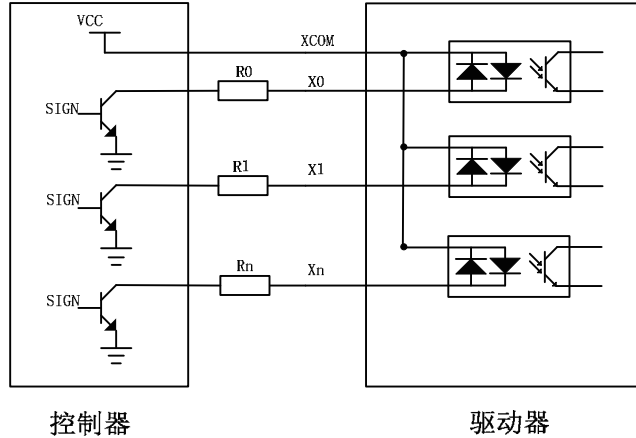 VCC
XCOM
R0
X0
SIGN
R1
X1
SIGN
Rn
Xn
SIGN
控制器
驱动器